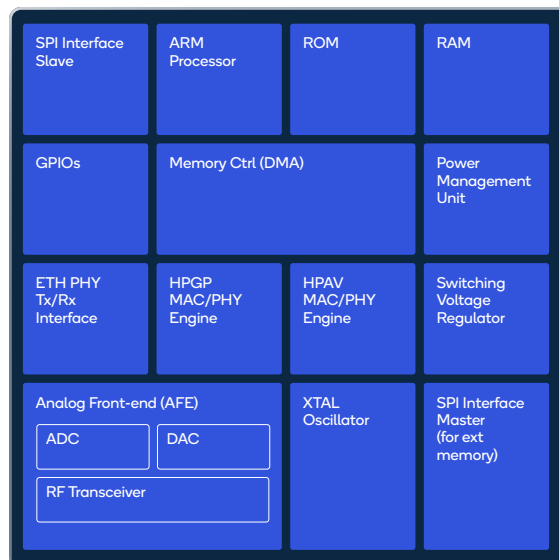 SPI Interface
Slave
ARM
Processor
ROM
RAM
GPIOs
Memory Ctrl (DMA)
Power
Management
Unit
ETH PHY
Tx/Rx
Interface
HPGP
MAC/PHY
Engine
HPAV
MAC/PHY
Engine
Switching
Voltage
Regulator
Analog Front-end (AFE)
ADC
DAC
RF Transceiver
XTAL
Oscillator
SPI Interface
Master
(for ext
memory)